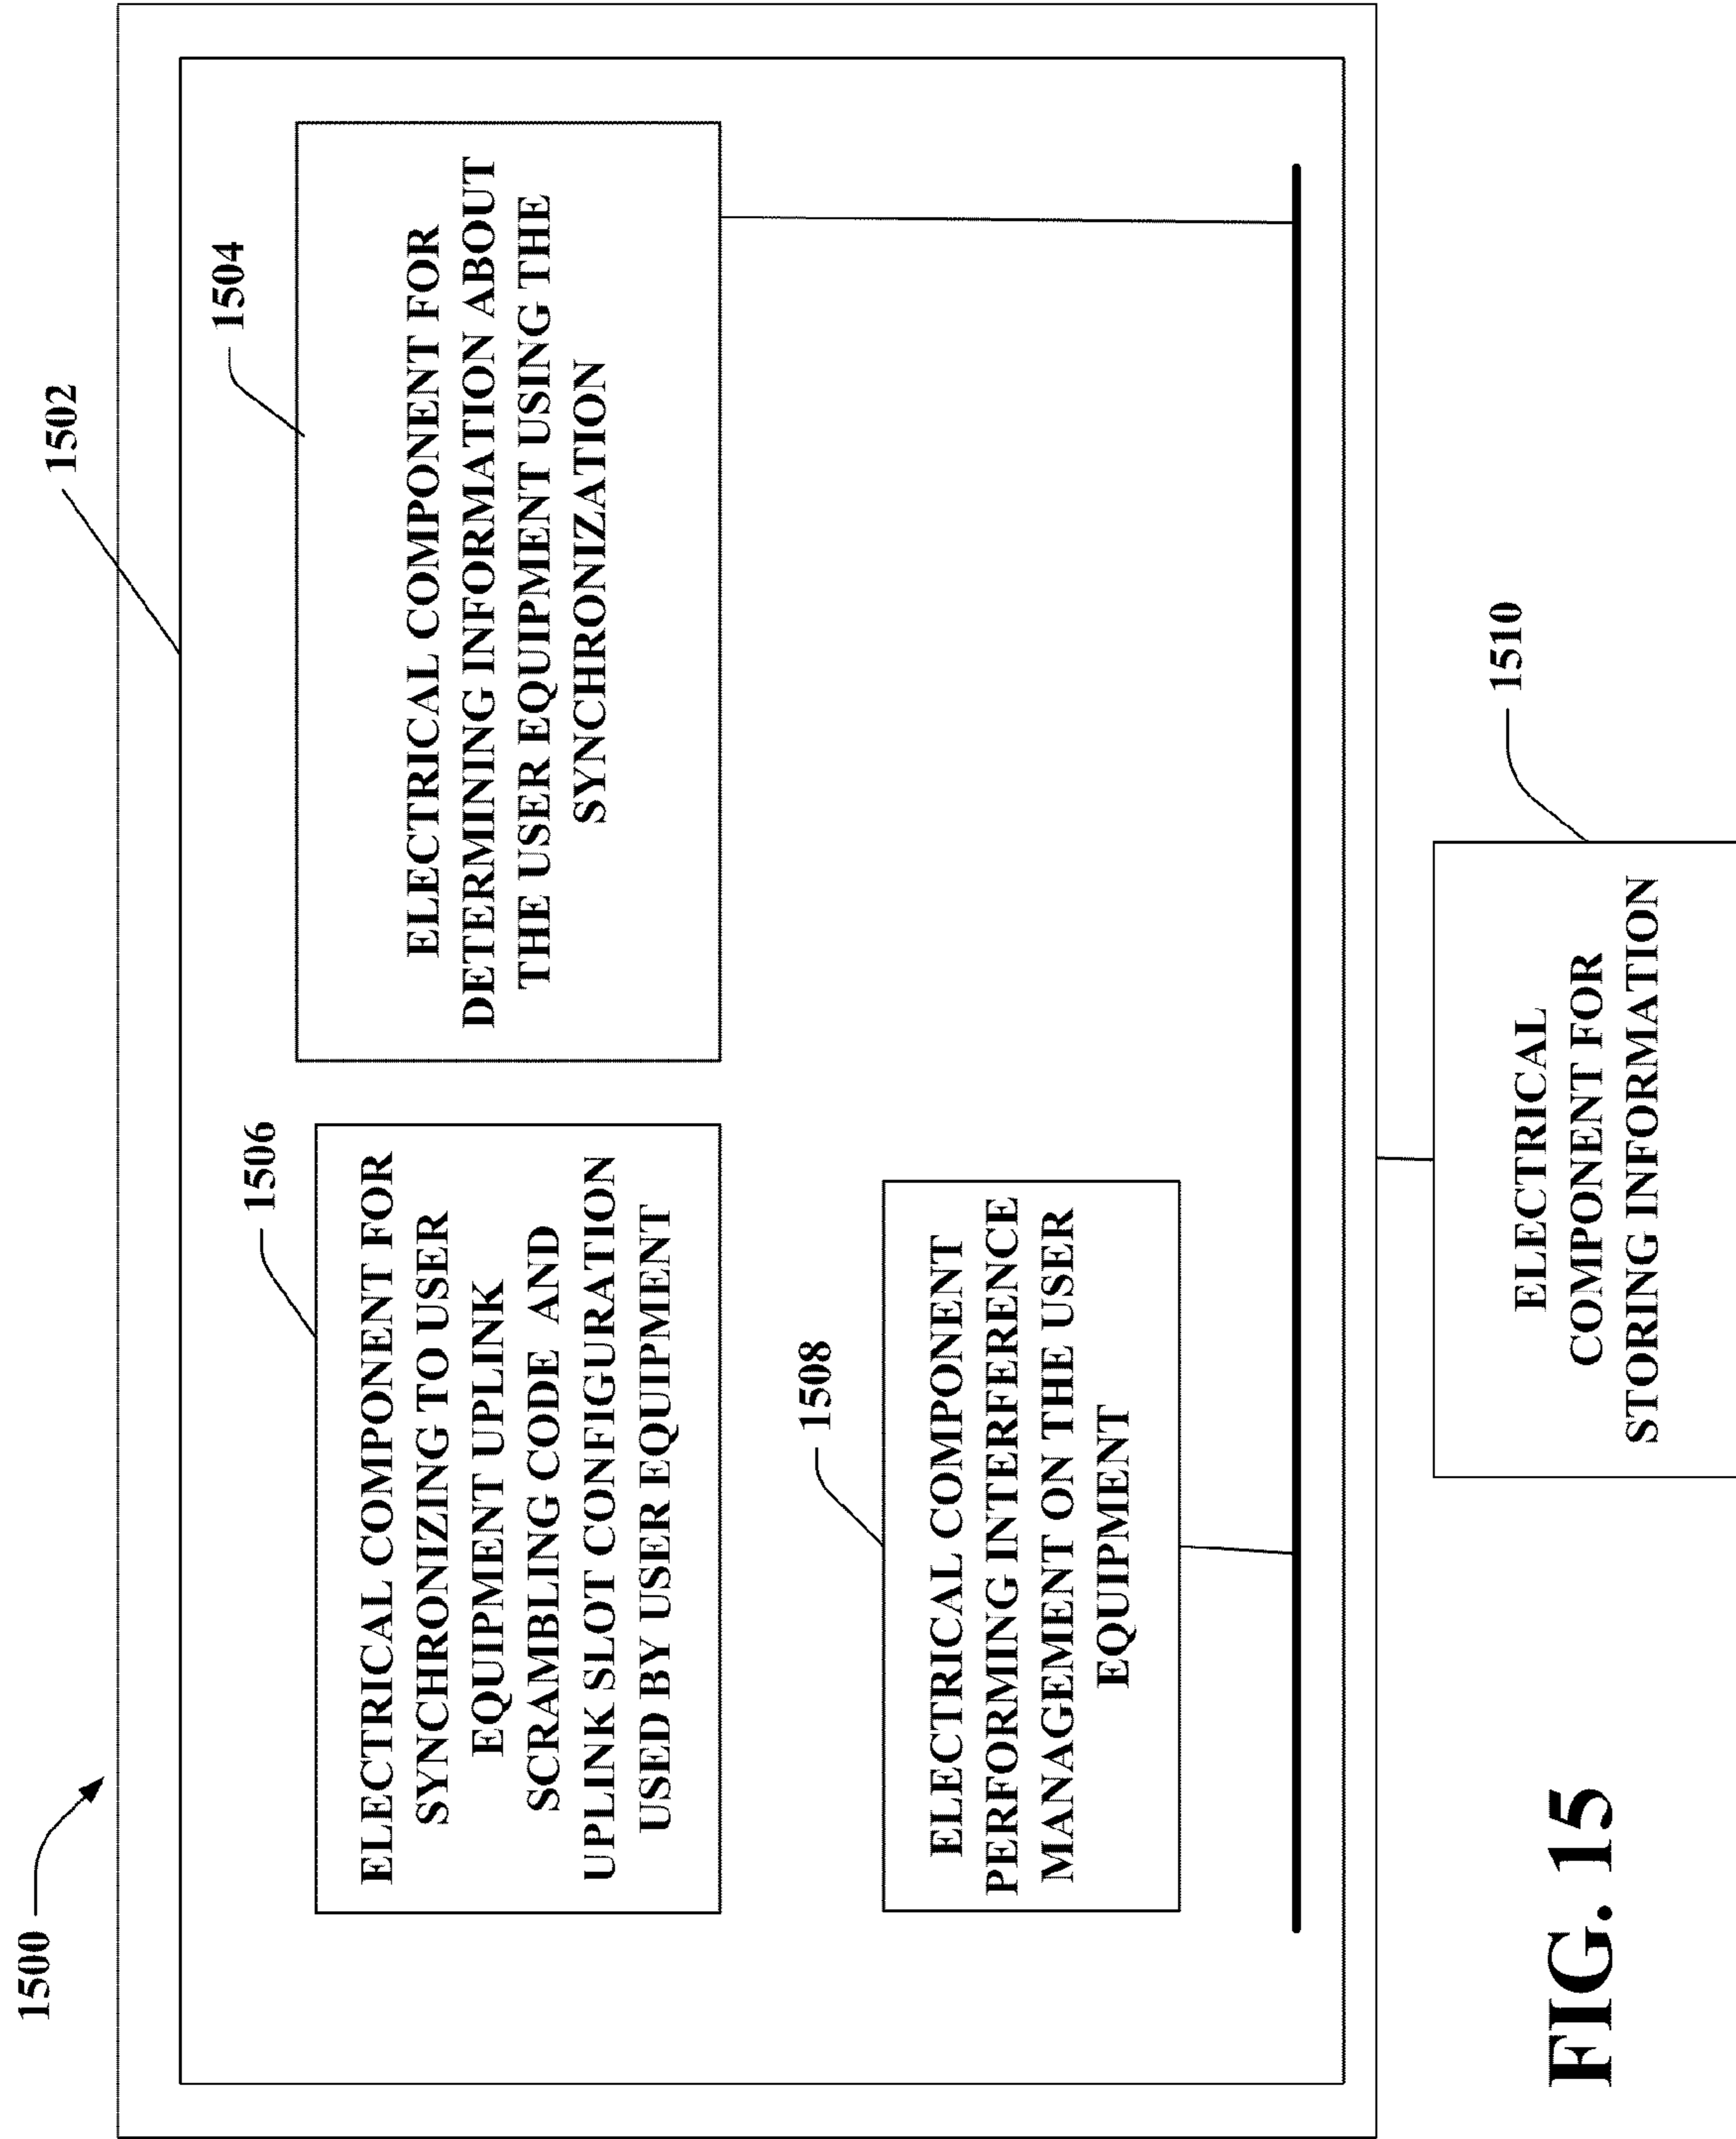 1500
1502
1506
ELECTRICAL COMPONENT FOR
SYNCHRONIZING TO USER
EQUIPMENT UPLINK
SCRAMBLING CODE AND
UPLINK SLOT CONFIGURATION
USED BY USER EQUIPMENT
1504
ELECTRICAL COMPONENT FOR
DETERMINING INFORMATION ABOUT
THE USER EQUIPMENT USING THE
SYNCHRONIZATION
1508
ELECTRICAL COMPONENT
PERFORMING INTERFERENCE
MANAGEMENT ON THE USER
EQUIPMENT
1510
ELECTRICAL
COMPONENT FOR
STORING INFORMATION
FIG. 15